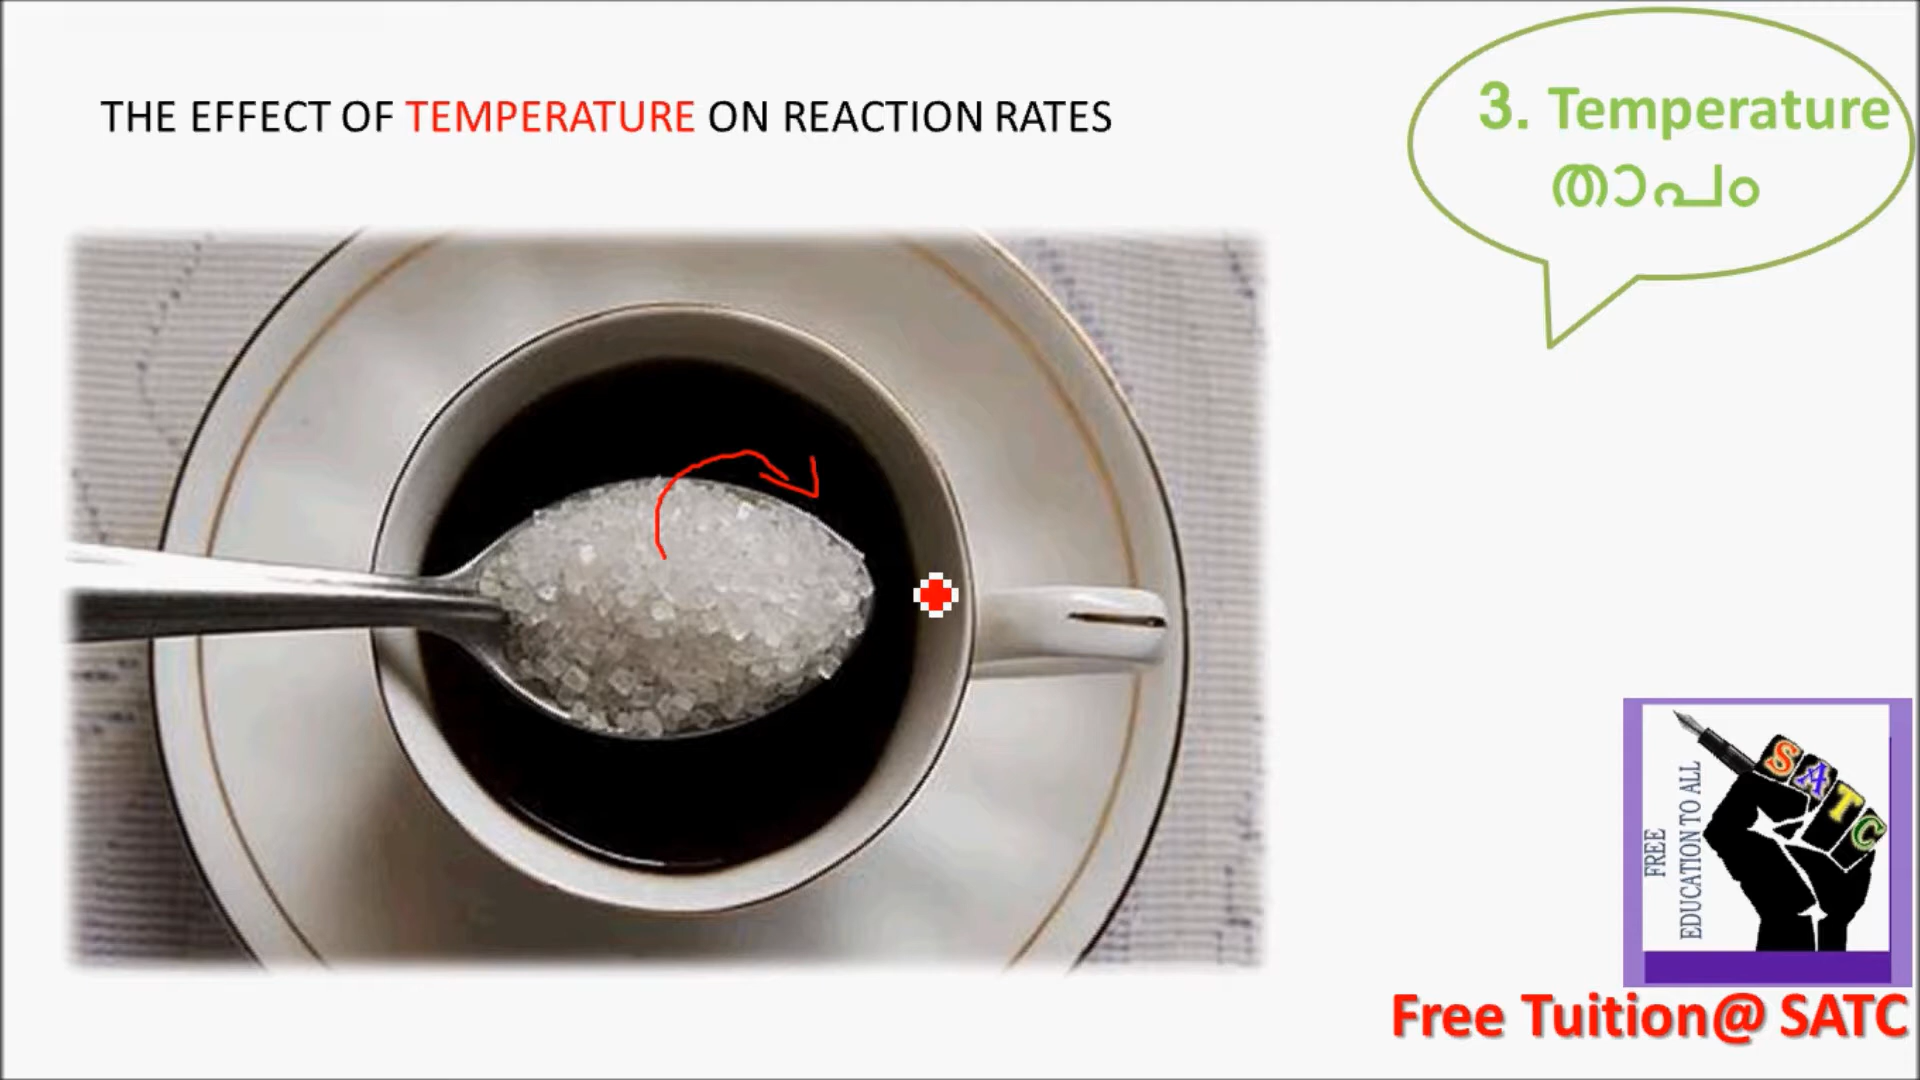 THE EFFECT OF TEMPERATURE ON REACTION RATES
3. Temperature
താപം
FREE
EDUCATION TO ALL
SATC
Free Tuition@ SATC